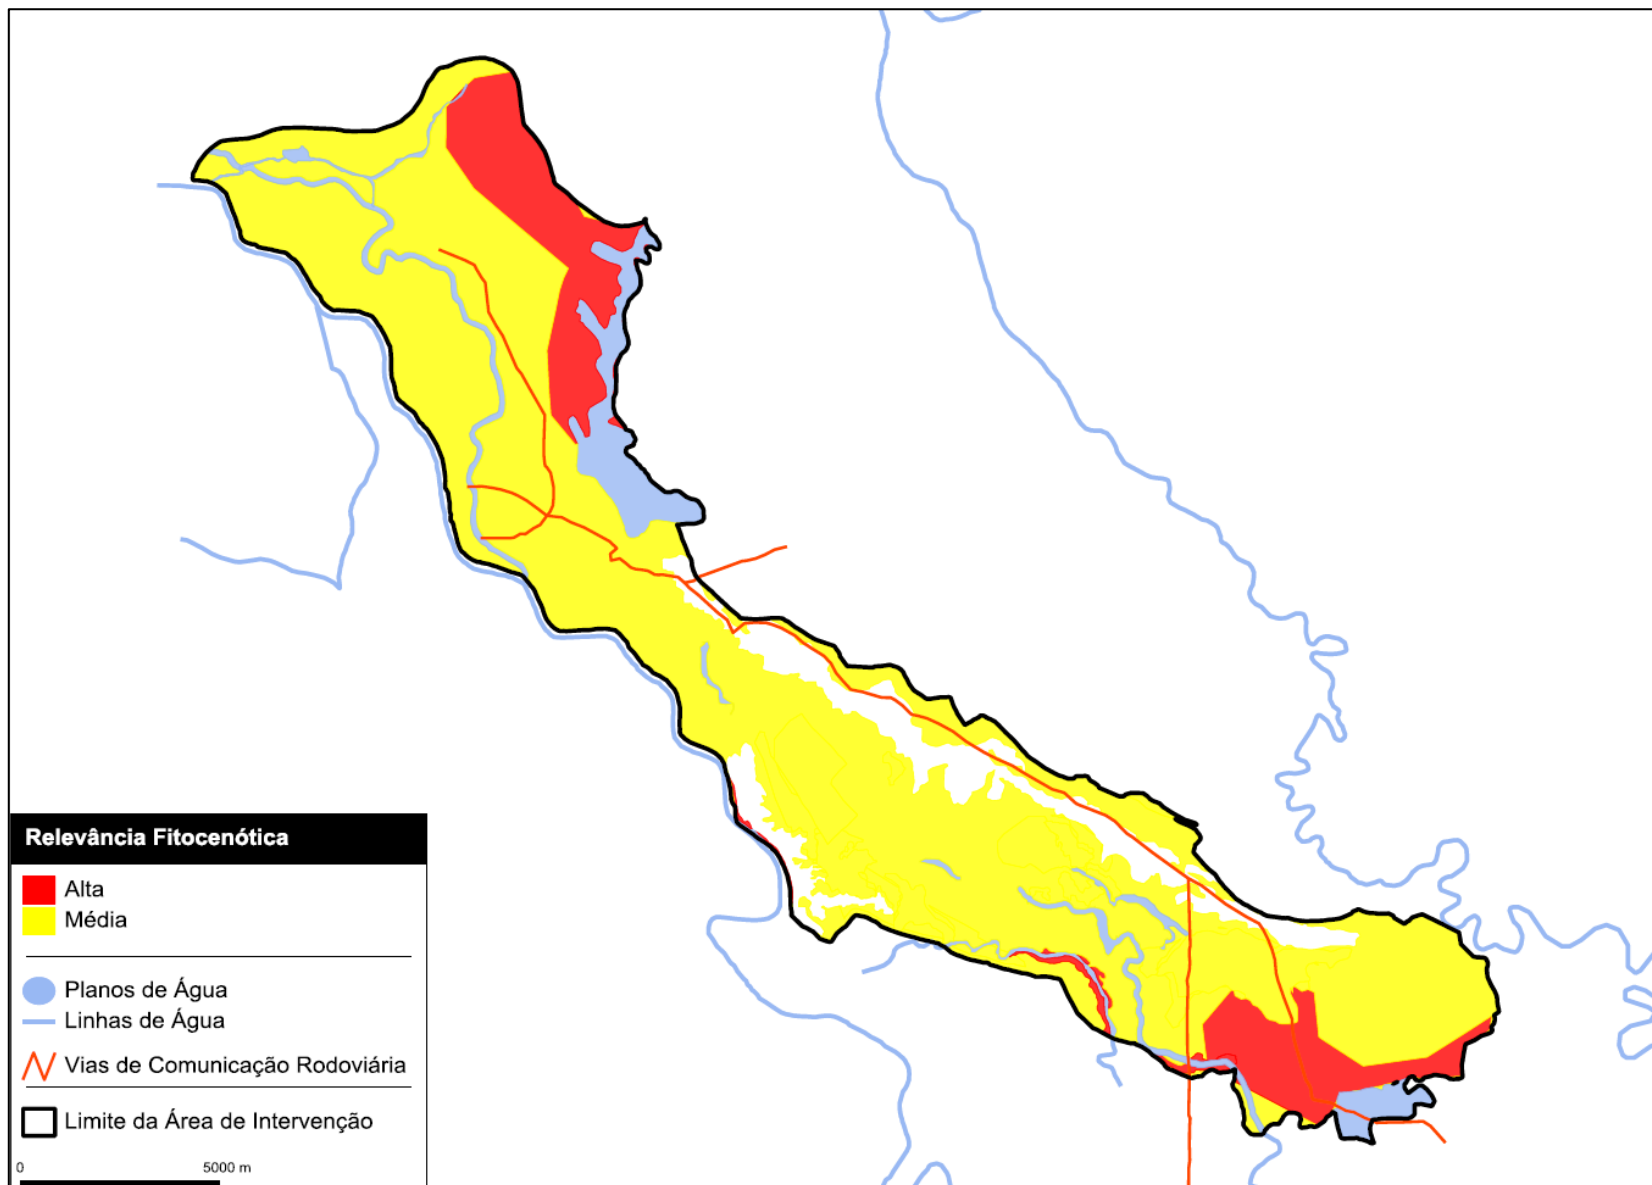 Relevância Fitocenótica
Alta
Média
Planos de Água
Linhas de Água
Vias de Comunicação Rodoviária
Limite da Área de Intervenção
0 5000 m